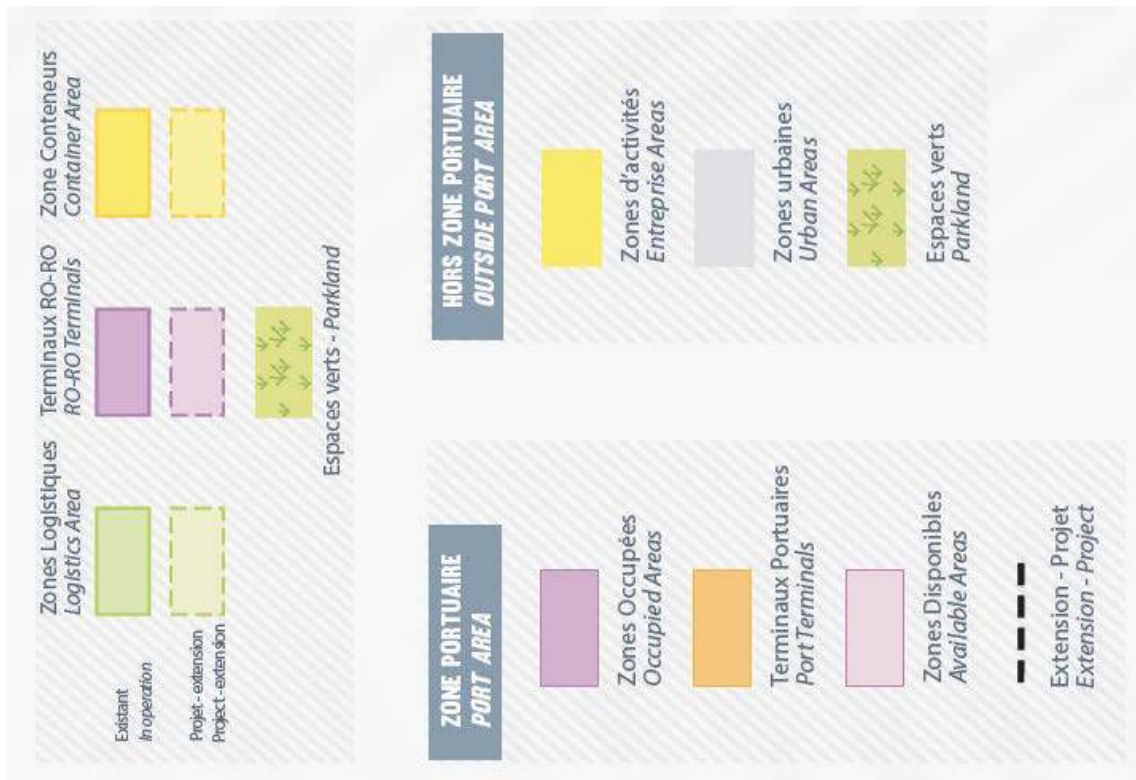 Zones Logistiques
Logistics Area
Terminaux RO-RO
RO-RO Terminals
Zone Conteneurs
Container Area
Existant
In operation
Projet - extension
Project - extension
Espaces verts - Parkland
ZONE PORTUAIRE
PORT AREA
Zones Occupées
Occupied Areas
Terminaux Portuaires
Port Terminals
Zones Disponibles
Available Areas
Extension - Projet
Extension - Project
HORS ZONE PORTUAIRE
OUTSIDE PORT AREA
Zones d'activités
Entreprise Areas
Zones urbaines
Urban Areas
Espaces verts
Parkland